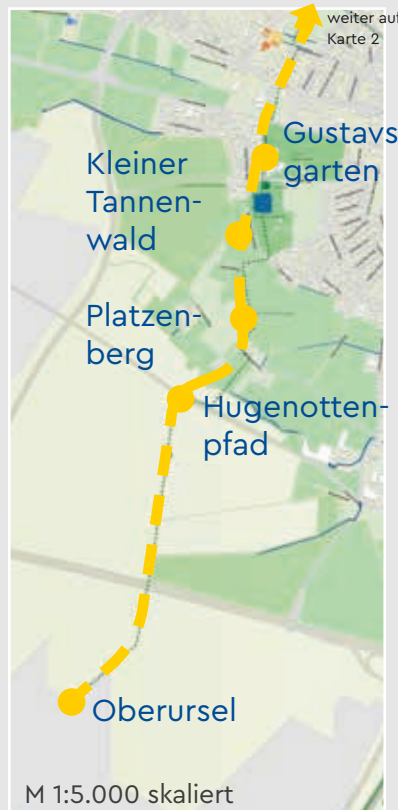 weiter auf
Karte 2
Gustavs
garten
Kleiner
Tannen-
wald
Platzen-
berg
Hugenotten-
pfad
Oberursel
M 1:5.000 skaliert